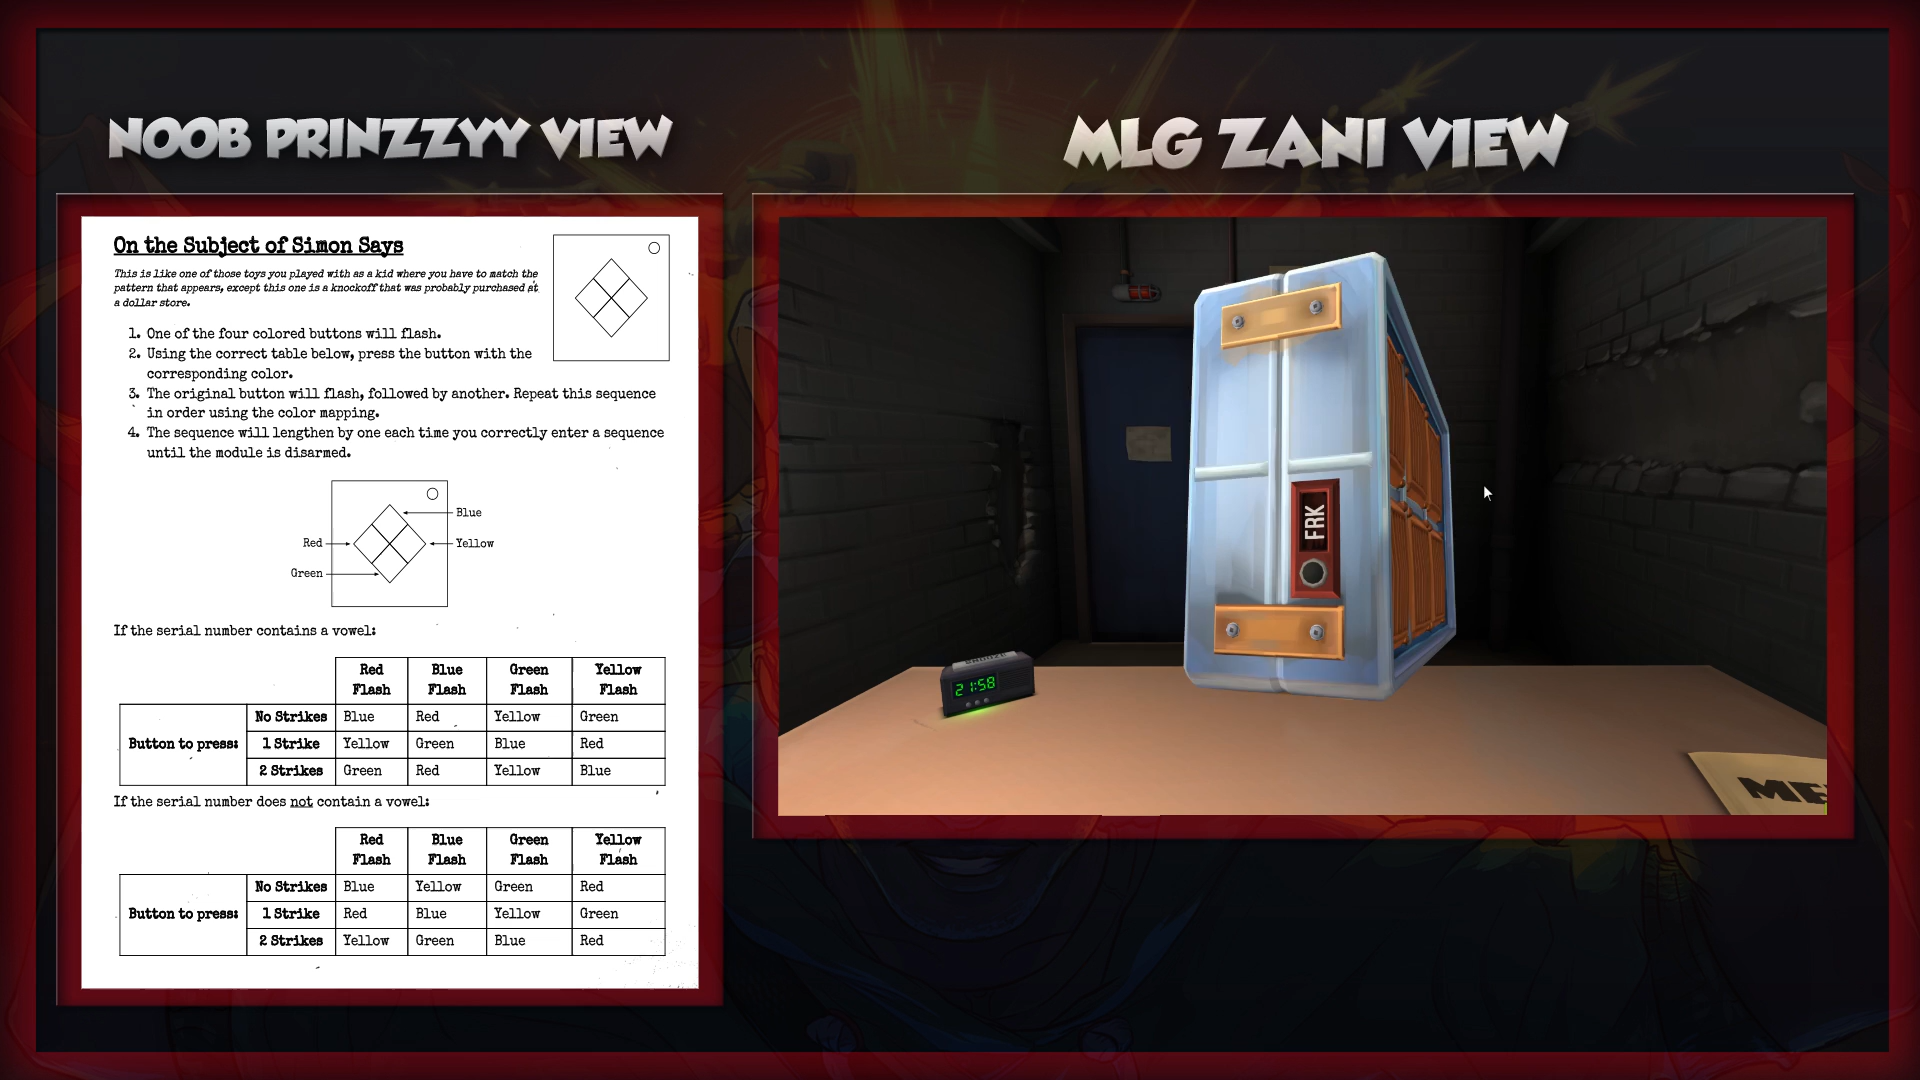 NOOB PRINZZYY VIEW
MLG ZANI VIEW
On the Subject of Simon Says
This is like one of those toys you played with as a kid where you have to match the
pattern that appears, except this one is a knockoff that was probably purchased at
a dollar store.
1. One of the four colored buttons will flash.
2. Using the correct table below, press the button with the
corresponding color.
3. The original button will flash, followed by another. Repeat this sequence
in order using the color mapping.
4. The sequence will lengthen by one each time you correctly enter a sequence
until the module is disarmed.
Blue
Red
Yellow
Green
If the serial number contains a vowel:
Red Flash Blue Flash Green Flash Yellow Flash
Button to press:
No Strikes Blue Red Yellow Green
1 Strike Yellow Green Blue Red
2 Strikes Green Red Yellow Blue
If the serial number does not contain a vowel:
Red Flash Blue Flash Green Flash Yellow Flash
Button to press:
No Strikes Blue Yellow Green Red
1 Strike Red Blue Yellow Green
2 Strikes Yellow Green Blue Red
FRK
21:58